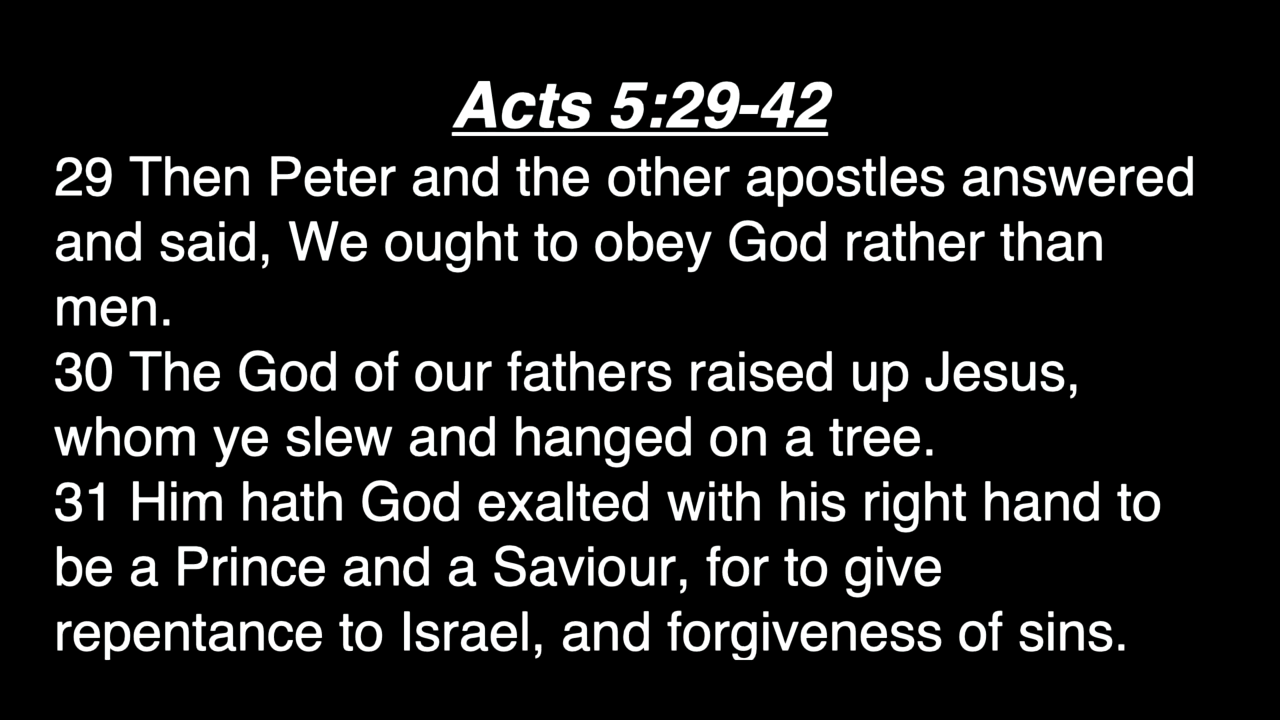 Acts 5:29-42
29 Then Peter and the other apostles answered
and said, We ought to obey God rather than
men.
30 The God of our fathers raised up Jesus,
whom ye slew and hanged on a tree.
31 Him hath God exalted with his right hand to
be a Prince and a Saviour, for to give
repentance to Israel, and forgiveness of sins.